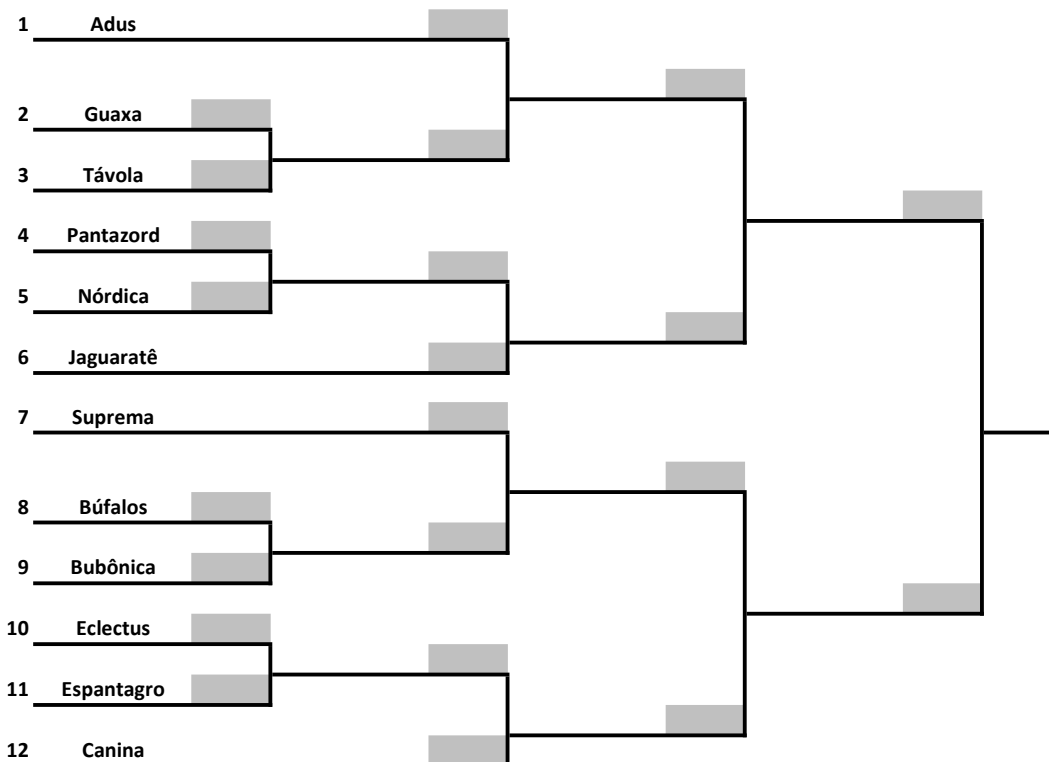 1 Adus
2 Guaxa
3 Távola
4 Pantazord
5 Nórdica
6 Jaguaratê
7 Suprema
8 Búfalos
9 Bubônica
10 Eclectus
11 Espantagro
12 Canina